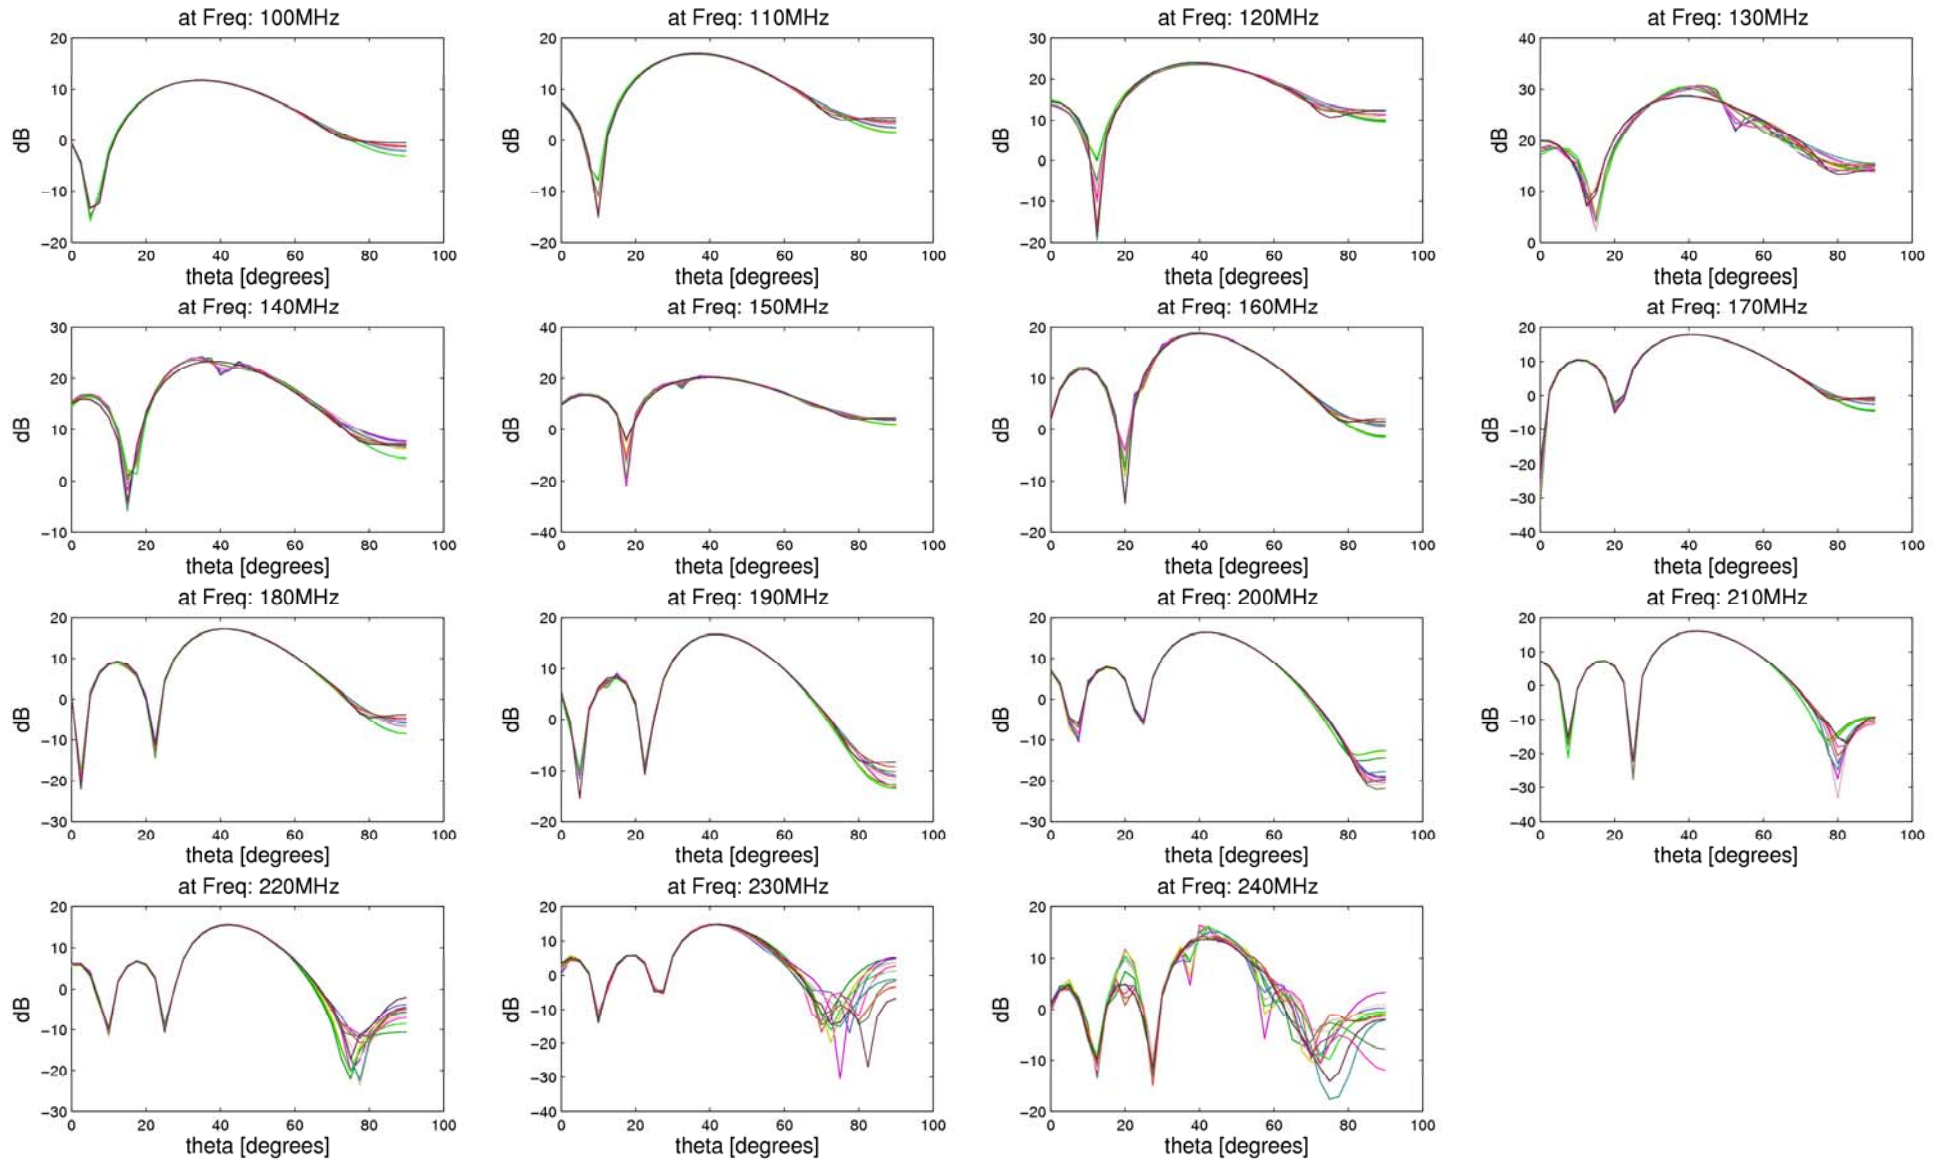 at Freq: 100MHz
20
10
0
−10
−20
dB
0 20 40 60 80 100
theta [degrees]
at Freq: 110MHz
20
10
0
−10
−20
dB
0 20 40 60 80 100
theta [degrees]
at Freq: 120MHz
30
20
10
0
−10
−20
dB
0 20 40 60 80 100
theta [degrees]
at Freq: 130MHz
40
30
20
10
0
dB
0 20 40 60 80 100
theta [degrees]
at Freq: 140MHz
30
20
10
0
−10
dB
0 20 40 60 80 100
theta [degrees]
at Freq: 150MHz
40
20
0
−20
−40
dB
0 20 40 60 80 100
theta [degrees]
at Freq: 160MHz
20
10
0
−10
−20
dB
0 20 40 60 80 100
theta [degrees]
at Freq: 170MHz
20
10
0
−10
−20
−30
−40
dB
0 20 40 60 80 100
theta [degrees]
at Freq: 180MHz
20
10
0
−10
−20
−30
dB
0 20 40 60 80 100
theta [degrees]
at Freq: 190MHz
20
10
0
−10
−20
dB
0 20 40 60 80 100
theta [degrees]
at Freq: 200MHz
20
10
0
−10
−20
−30
dB
0 20 40 60 80 100
theta [degrees]
at Freq: 210MHz
20
10
0
−10
−20
−30
−40
dB
0 20 40 60 80 100
theta [degrees]
at Freq: 220MHz
20
10
0
−10
−20
−30
dB
0 20 40 60 80 100
theta [degrees]
at Freq: 230MHz
20
10
0
−10
−20
−30
−40
dB
0 20 40 60 80 100
theta [degrees]
at Freq: 240MHz
20
10
0
−10
−20
dB
0 20 40 60 80 100
theta [degrees]